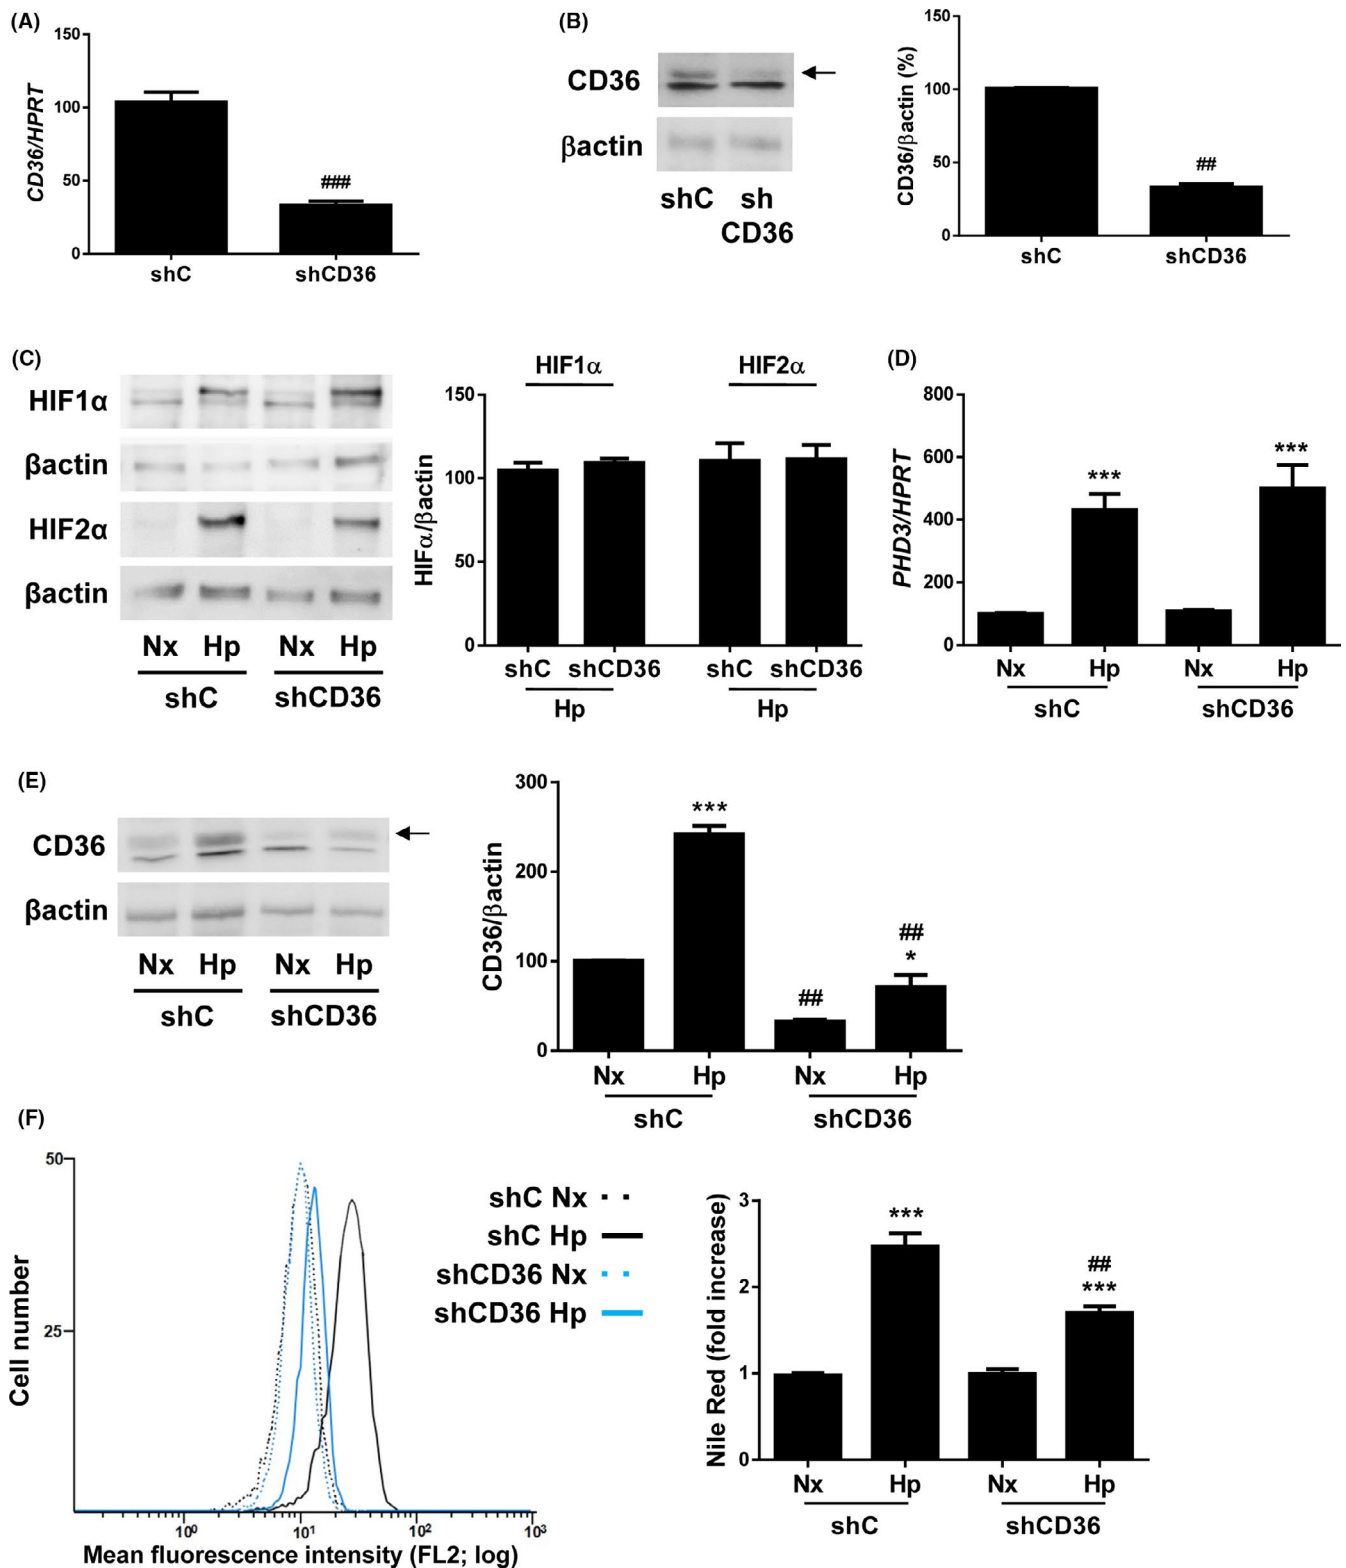 (A)
150
100
50
0
CD36/HPRT
###
shC
shCD36
(B)
CD36
βactin
shC
sh
CD36
150
100
50
0
CD36/βactin (%)
##
shC
shCD36
(C)
HIF1α
βactin
HIF2α
βactin
Nx Hp Nx Hp
shC shCD36
HIF1α HIF2α
150
100
50
0
HIFα/βactin
shC shCD36 shC shCD36
Hp Hp
(D)
800
600
400
200
0
PHD3/HPRT
***
***
Nx Hp Nx Hp
shC shCD36
(E)
CD36
βactin
Nx Hp Nx Hp
shC shCD36
300
200
100
0
CD36/βactin
***
##
##
*
Nx Hp Nx Hp
shC shCD36
(F)
50
25
Cell number
10⁰ 10¹ 10² 10³
Mean fluorescence intensity (FL2; log)
shC Nx
shC Hp
shCD36 Nx
shCD36 Hp
3
2
1
0
Nile Red (fold increase)
***
##
***
Nx Hp Nx Hp
shC shCD36